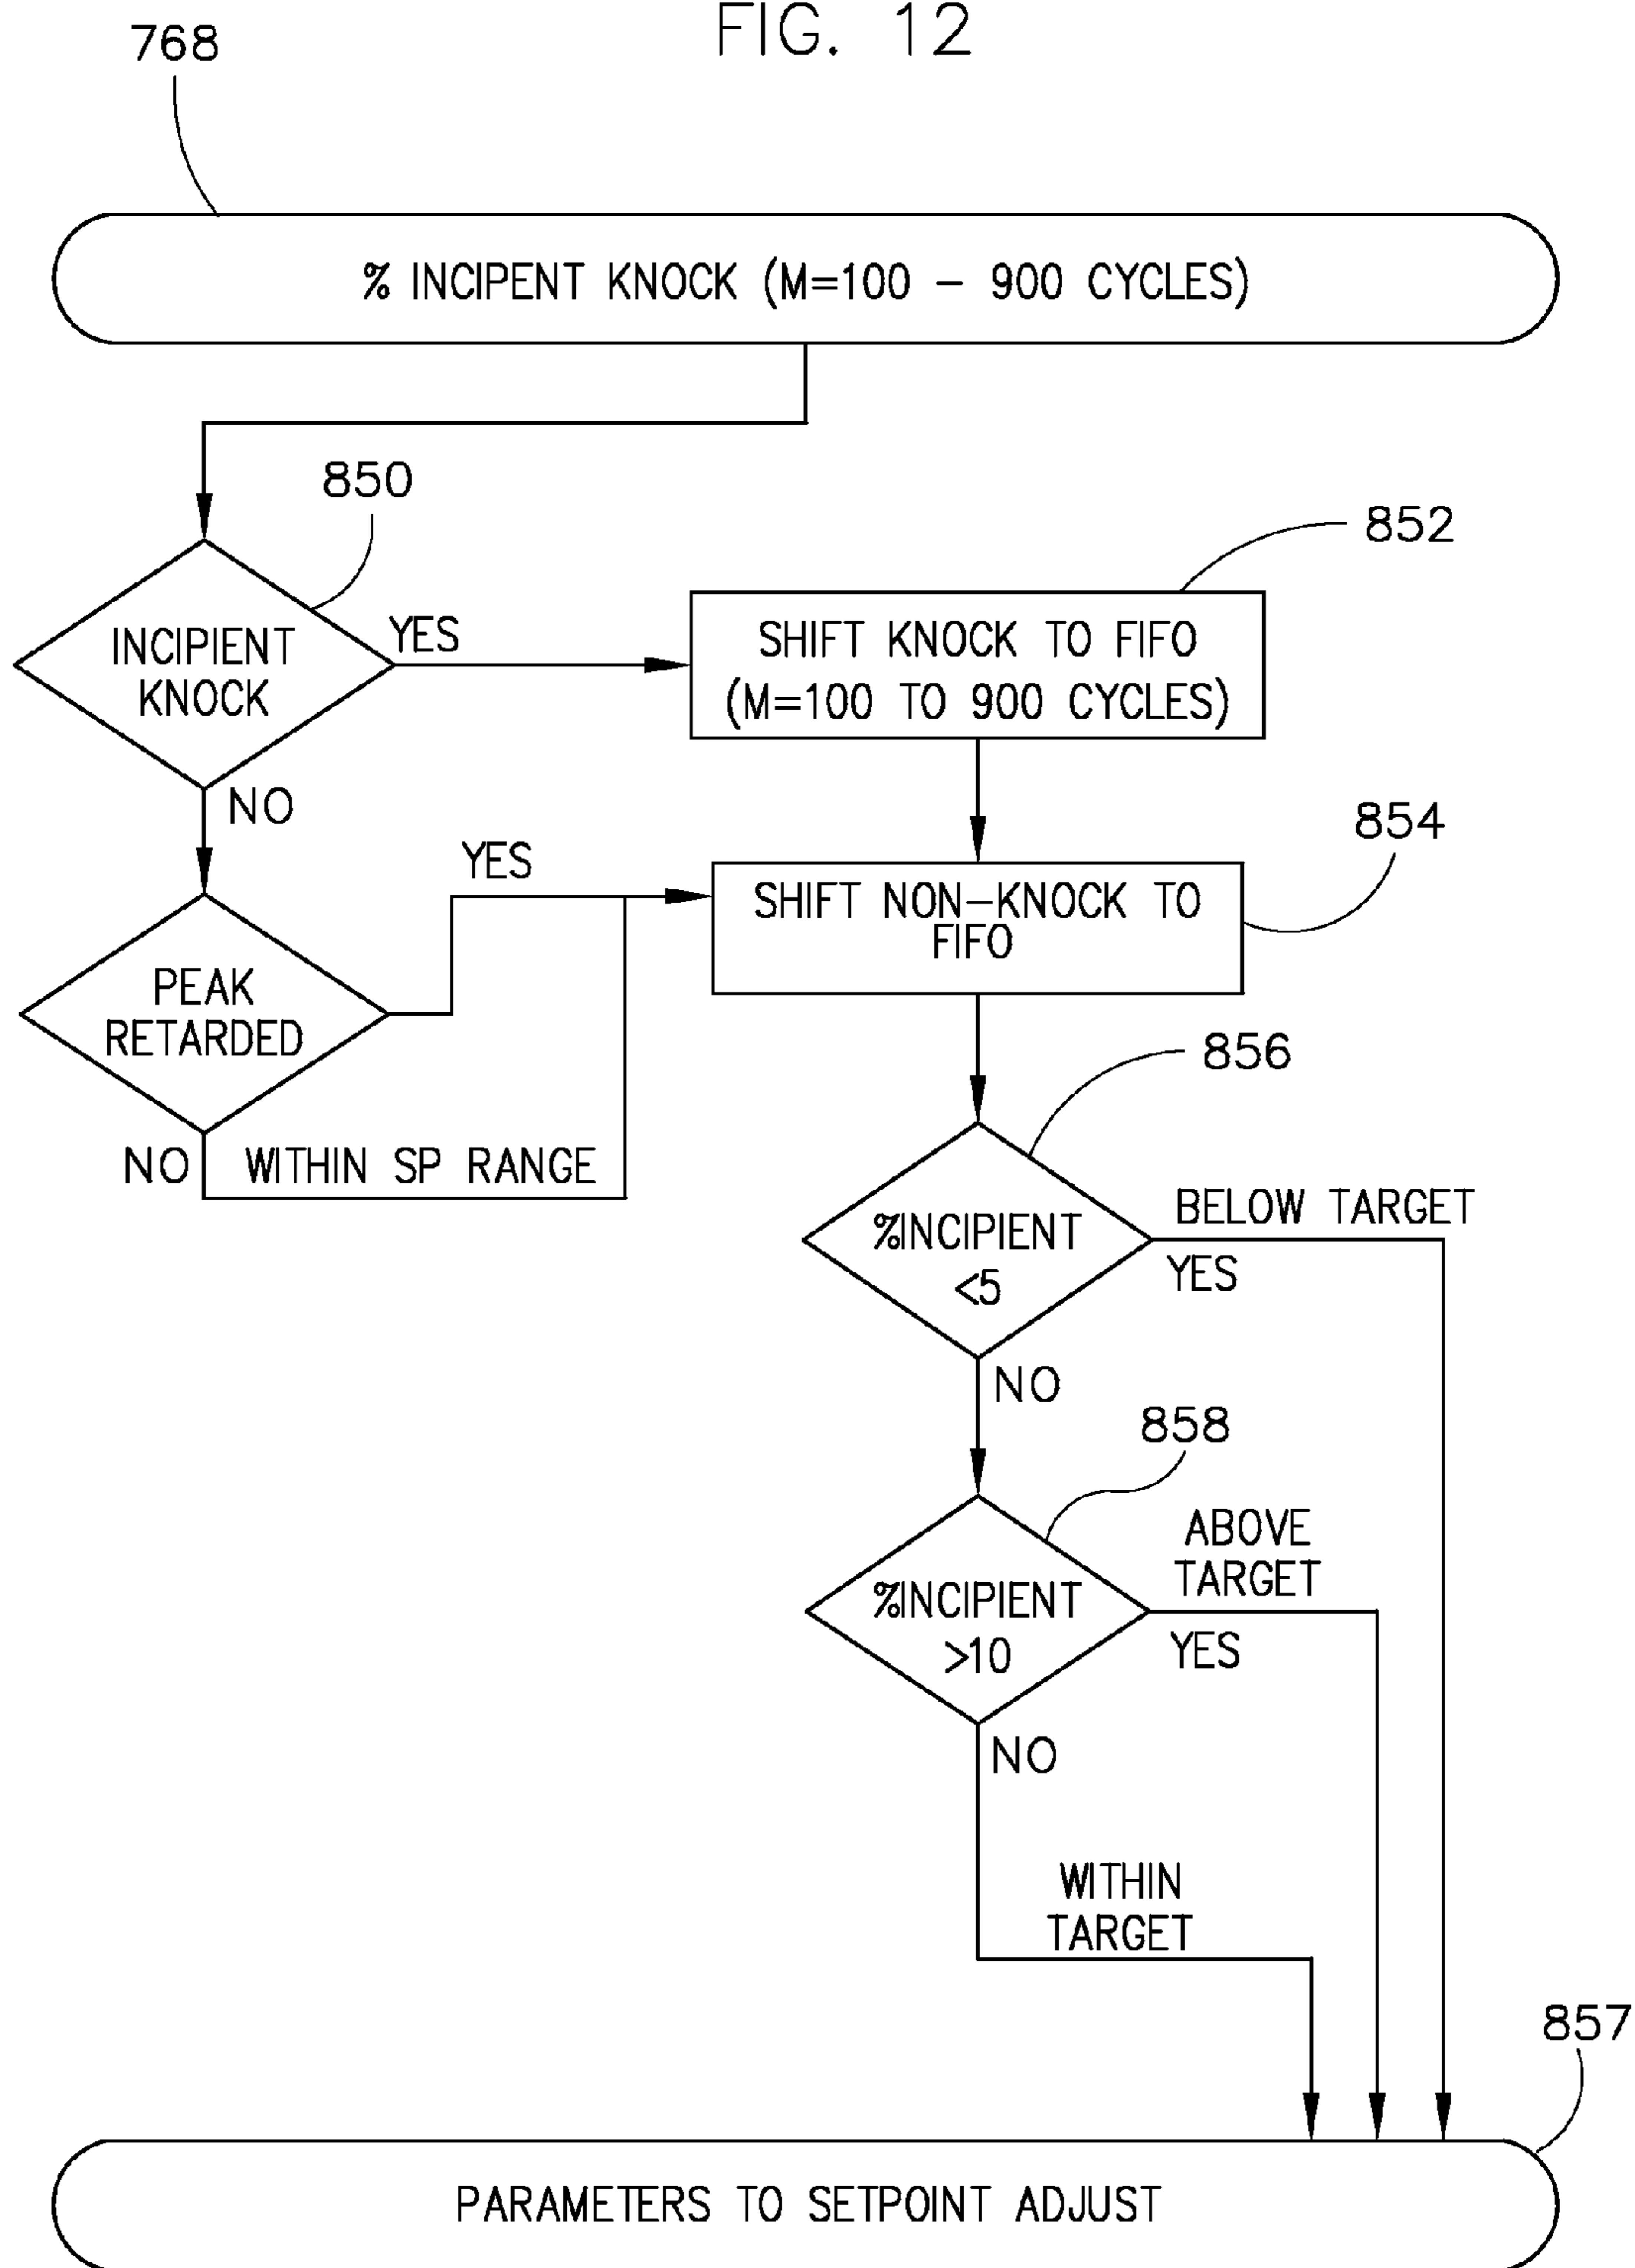 FIG. 12
768
% INCIPENT KNOCK (M=100 - 900 CYCLES)
850
852
INCIPIENT
KNOCK
YES
SHIFT KNOCK TO FIFO
(M=100 TO 900 CYCLES)
NO
854
YES
SHIFT NON-KNOCK TO
FIFO
PEAK
RETARDED
856
NO
WITHIN SP RANGE
%INCIPIENT
<5
BELOW TARGET
YES
NO
858
%INCIPIENT
>10
ABOVE
TARGET
YES
NO
WITHIN
TARGET
857
PARAMETERS TO SETPOINT ADJUST